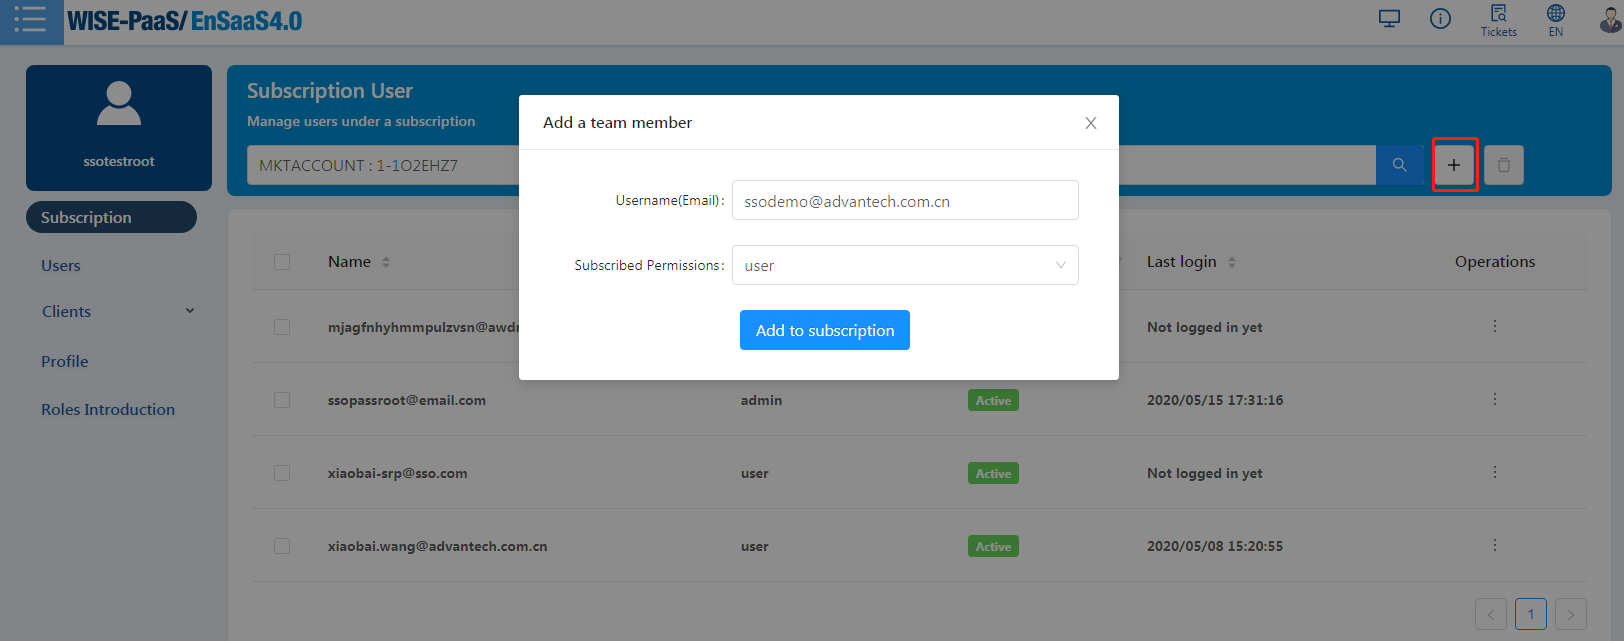 WISE-PaaS/ EnSaaS4.0
Tickets
EN
ssotestroot
Subscription
Users
Clients
Profile
Roles Introduction
Subscription User
Manage users under a subscription
MKTACCOUNT : 1-1O2EHZ7
Add a team member
Username(Email) :
ssodemo@advantech.com.cn
Subscribed Permissions :
user
Add to subscription
Name
Last login
Operations
mjagfnhyhmmpulzvsn@awdr
Not logged in yet
ssopassroot@email.com
admin
Active
2020/05/15 17:31:16
xiaobai-srp@sso.com
user
Active
Not logged in yet
xiaobai.wang@advantech.com.cn
user
Active
2020/05/08 15:20:55
< 1 >